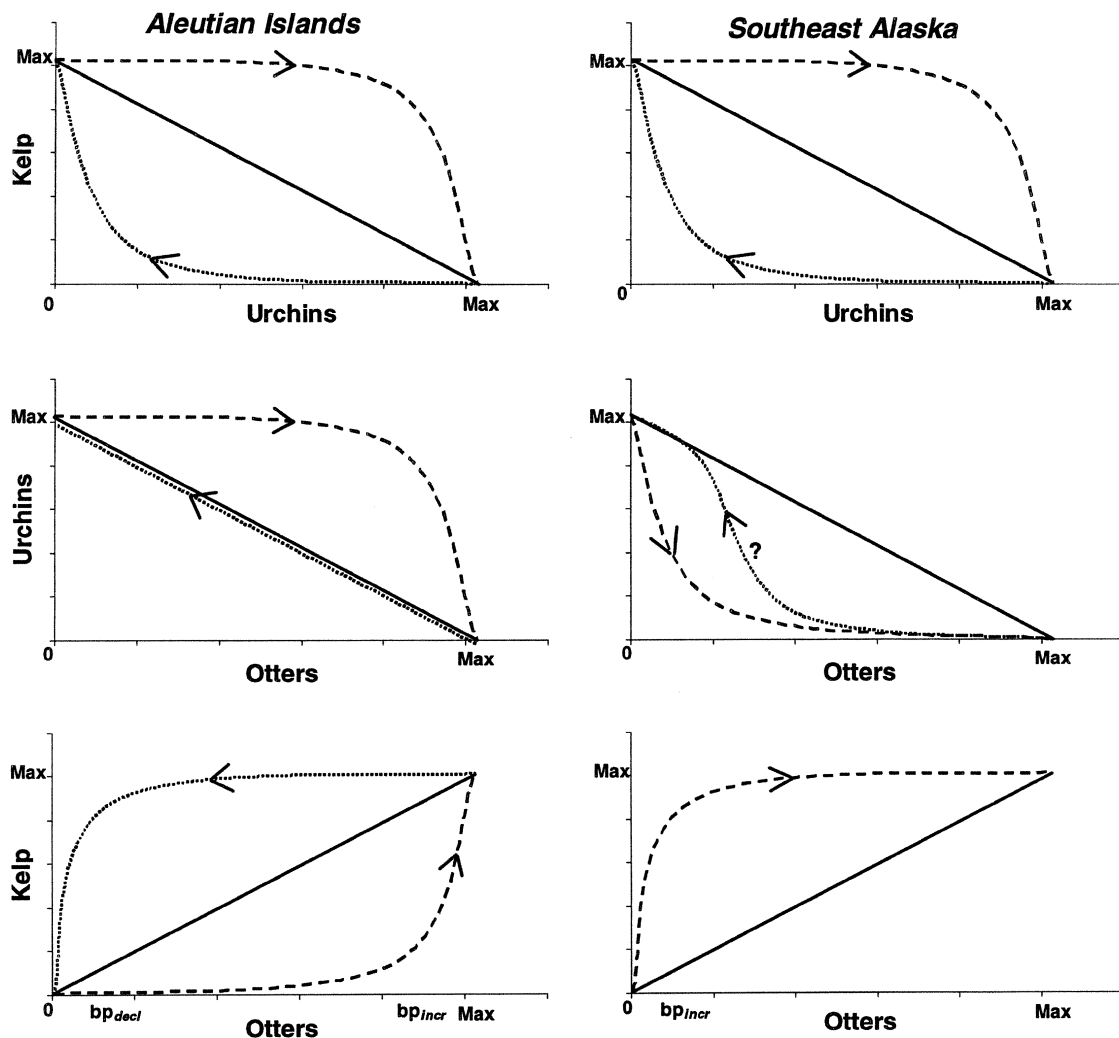 Aleutian Islands
Southeast Alaska
Max
Kelp
0
Urchins
Max
Max
0
Urchins
Max
Max
Urchins
0
Otters
Max
Max
?
0
Otters
Max
Max
Kelp
0
bpdecl
Otters
bpincr
Max
Max
0
bpincr
Otters
Max